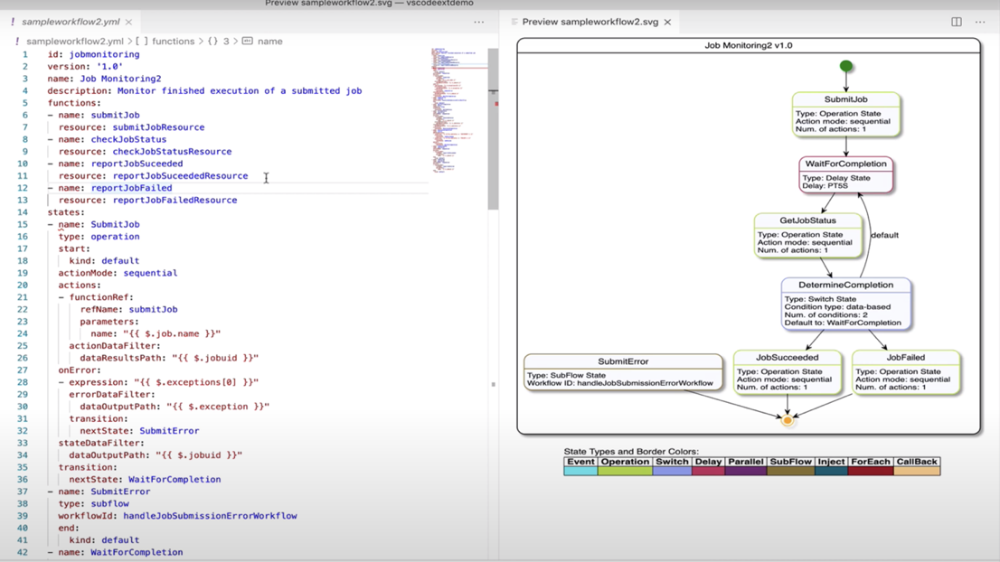 Preview sampleworkflow2.svg — vscodeextdemo
! sampleworkflow2.yml ×
...
! sampleworkflow2.yml > [ ] functions > {} 3 > name
1 id: jobmonitoring
2 version: '1.0'
3 name: Job Monitoring2
4 description: Monitor finished execution of a submitted job
5 functions:
6 - name: submitJob
7 resource: submitJobResource
8 - name: checkJobStatus
9 resource: checkJobStatusResource
10 - name: reportJobSuceeded
11 resource: reportJobSuceededResource
12 - name: reportJobFailed
13 resource: reportJobFailedResource
14 states:
15 - name: SubmitJob
16 type: operation
17 start:
18 kind: default
19 actionMode: sequential
20 actions:
21 - functionRef:
22 refName: submitJob
23 parameters:
24 name: "{{ $.job.name }}"
25 actionDataFilter:
26 dataResultsPath: "{{ $.jobuid }}"
27 onError:
28 - expression: "{{ $.exceptions[0] }}"
29 errorDataFilter:
30 dataOutputPath: "{{ $.exception }}"
31 transition:
32 nextState: SubmitError
33 stateDataFilter:
34 dataOutputPath: "{{ $.jobuid }}"
35 transition:
36 nextState: WaitForCompletion
37 - name: SubmitError
38 type: subflow
39 workflowId: handleJobSubmissionErrorWorkflow
40 end:
41 kind: default
42 - name: WaitForCompletion
Preview sampleworkflow2.svg ×
...
Job Monitoring2 v1.0
SubmitJob
Type: Operation State
Action mode: sequential
Num. of actions: 1
WaitForCompletion
Type: Delay State
Delay: PT5S
GetJobStatus
Type: Operation State
Action mode: sequential
Num. of actions: 1
default
DetermineCompletion
Type: Switch State
Condition type: data-based
Num. of conditions: 2
Default to: WaitForCompletion
SubmitError
Type: SubFlow State
Workflow ID: handleJobSubmissionErrorWorkflow
JobSucceeded
Type: Operation State
Action mode: sequential
Num. of actions: 1
JobFailed
Type: Operation State
Action mode: sequential
Num. of actions: 1
State Types and Border Colors:
Event Operation Switch Delay Parallel SubFlow Inject ForEach CallBack